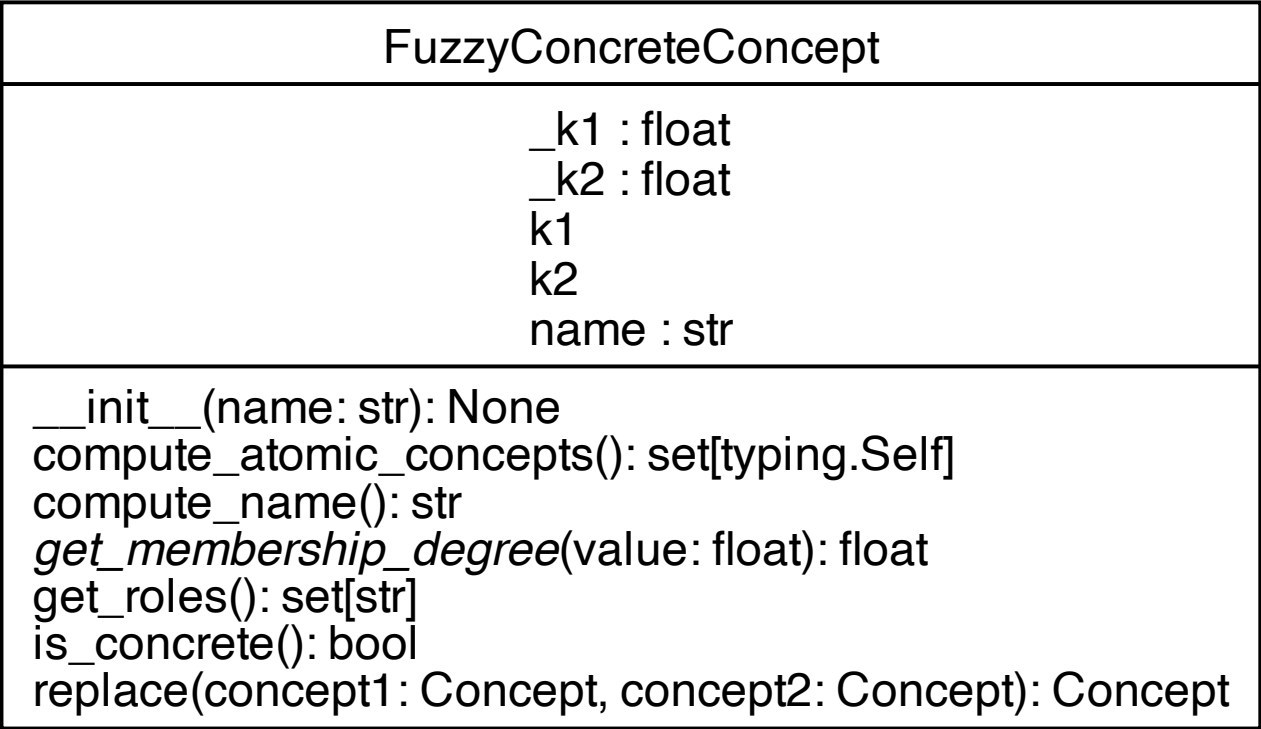 FuzzyConcreteConcept
_k1 : float
_k2 : float
k1
k2
name : str
__init__(name: str): None
compute_atomic_concepts(): set[typing.Self]
compute_name(): str
get_membership_degree(value: float): float
get_roles(): set[str]
is_concrete(): bool
replace(concept1: Concept, concept2: Concept): Concept